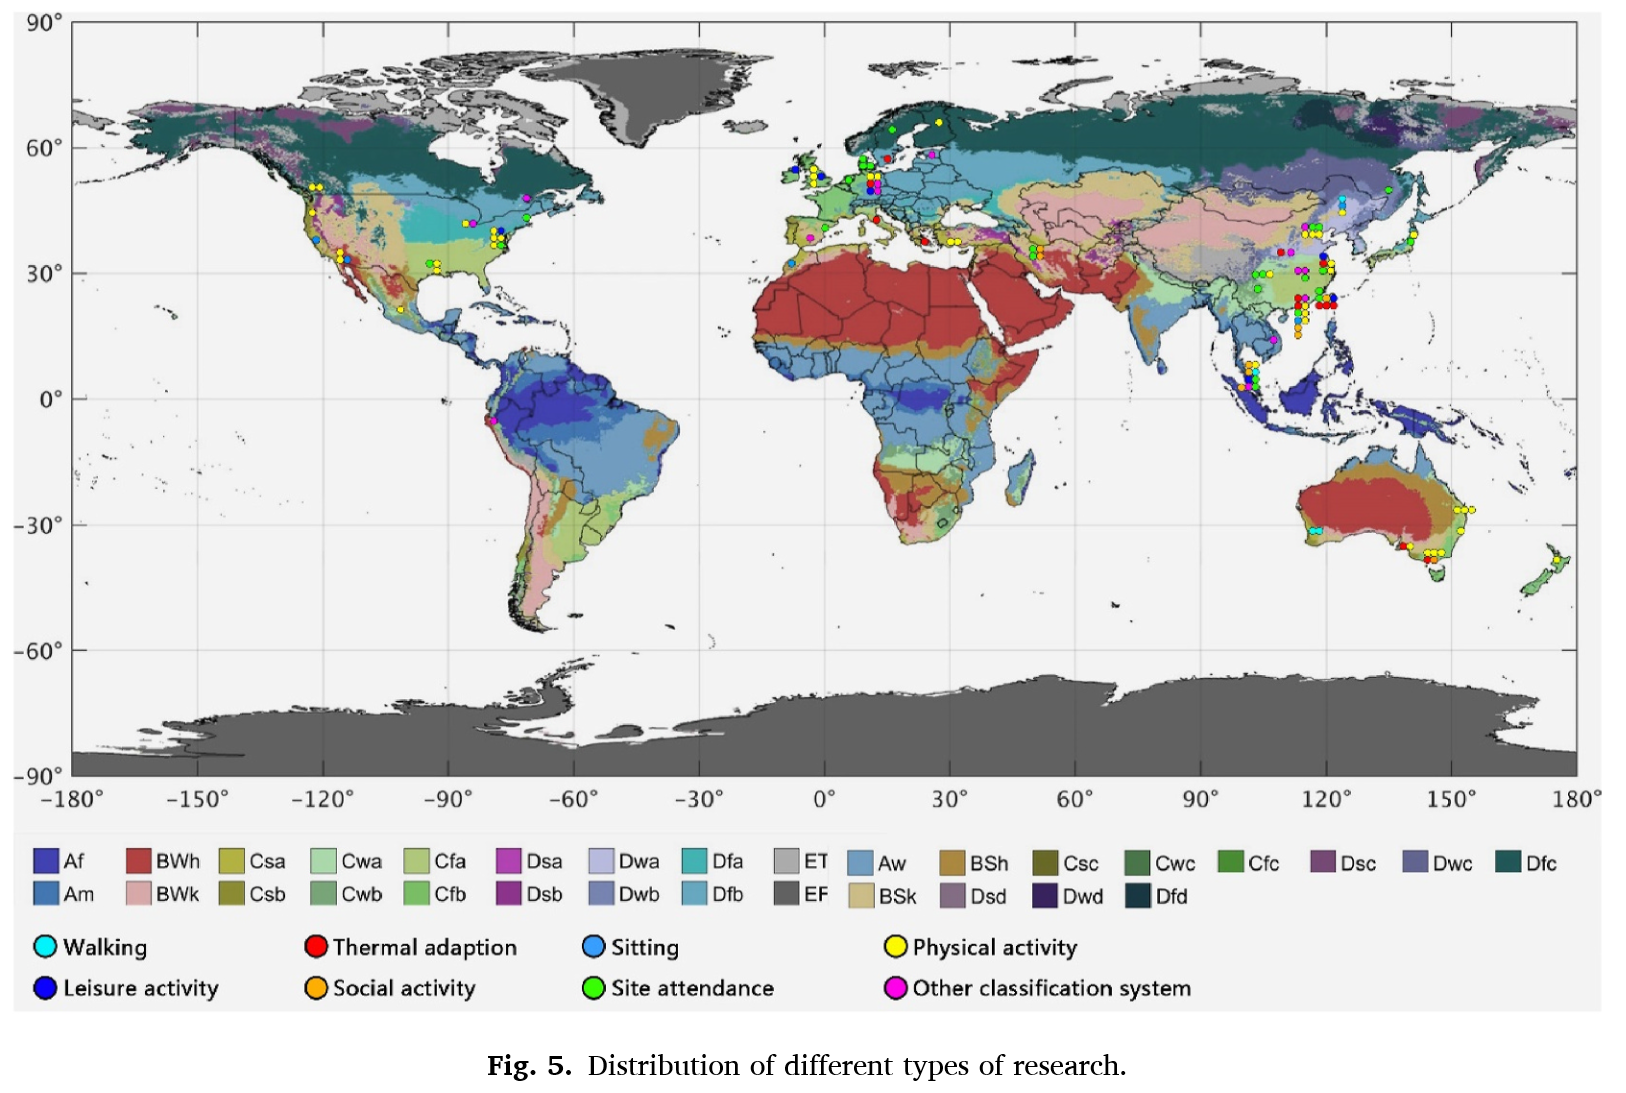 90°
60°
30°
0°
−30°
−60°
−90°
−180° −150° −120° −90° −60° −30° 0° 30° 60° 90° 120° 150° 180°
Af BWh Csa Cwa Cfa Dsa Dwa Dfa ET Aw BSh Csc Cwc Cfc Dsc Dwc Dfc
Am BWk Csb Cwb Cfb Dsb Dwb Dfb EF BSk Dsd Dwd Dfd
Walking Thermal adaption Sitting Physical activity
Leisure activity Social activity Site attendance Other classification system
Fig. 5. Distribution of different types of research.